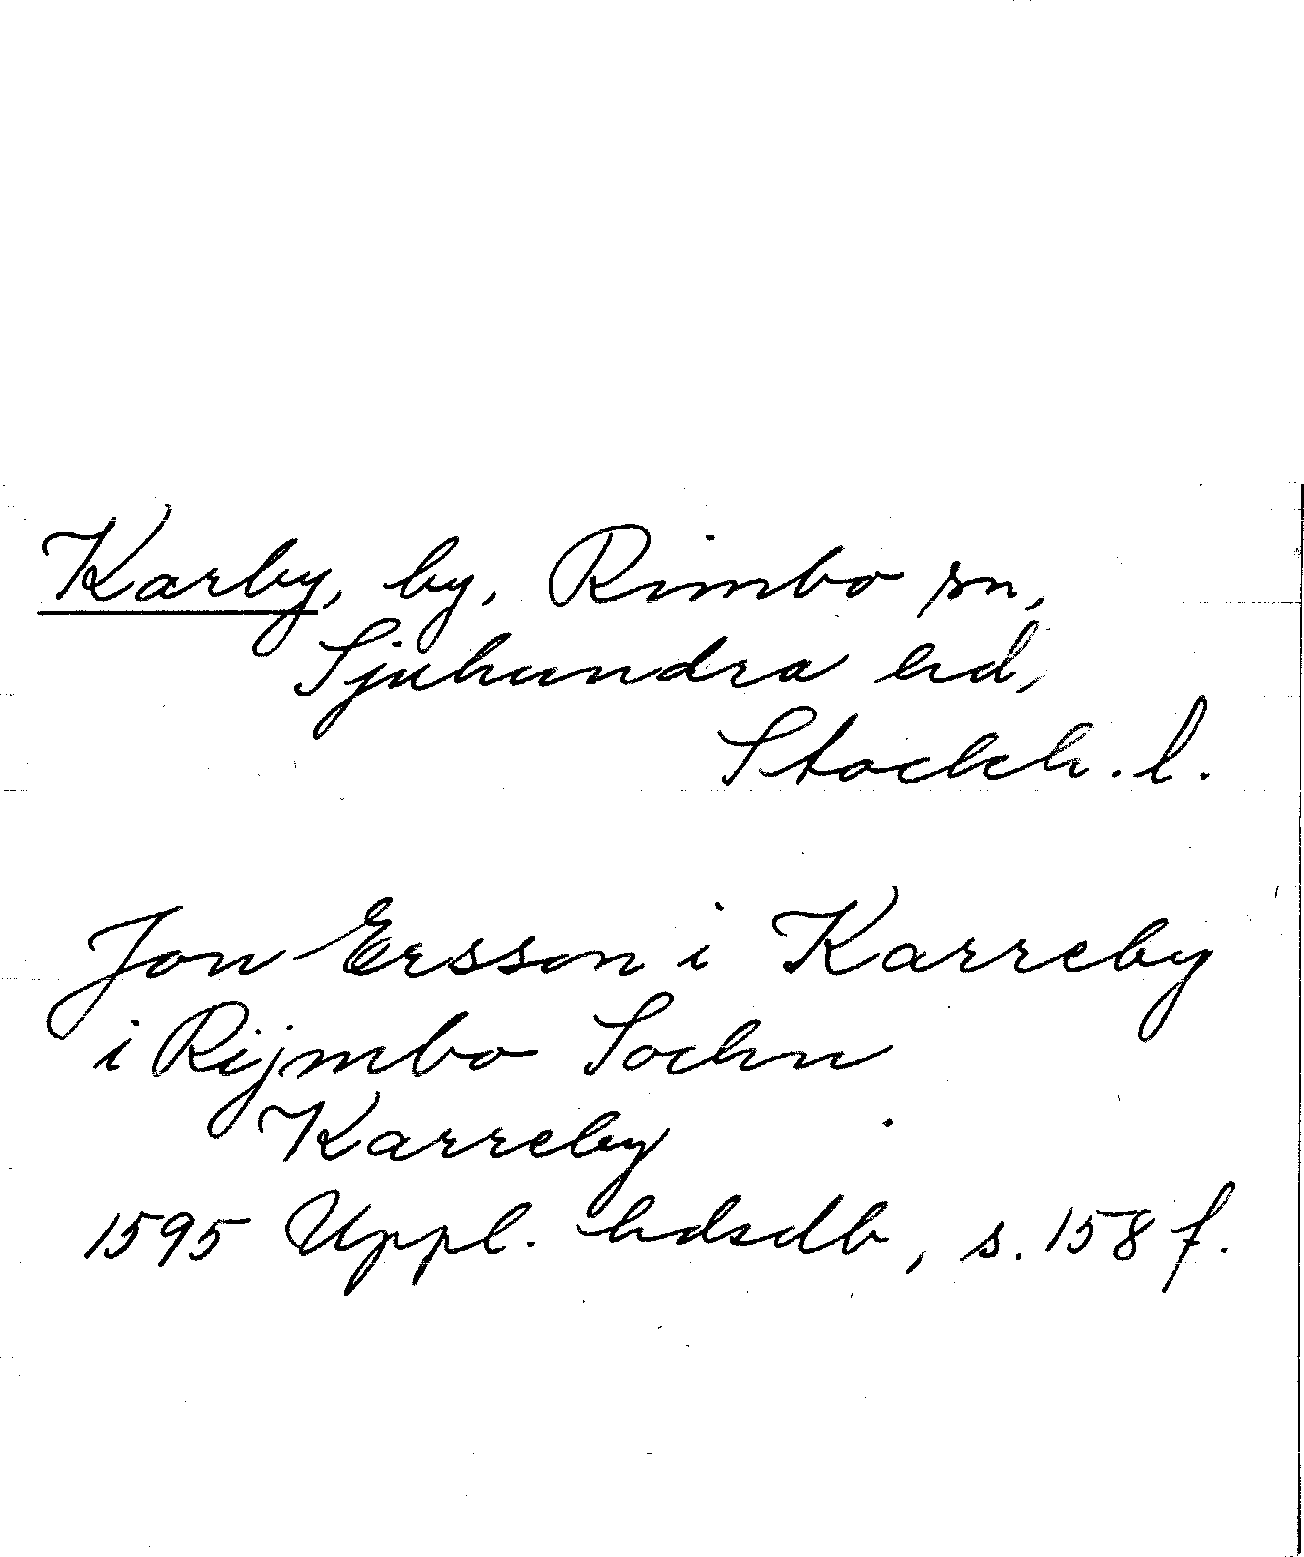 Karby, by, Rimbo sn,
Sjuhundra hd,
Stockh. l.
Jon Ersson i Karreby
i Rijmbo Sochn
Karreby
1595 Uppl. hdsdb, s. 158 f.